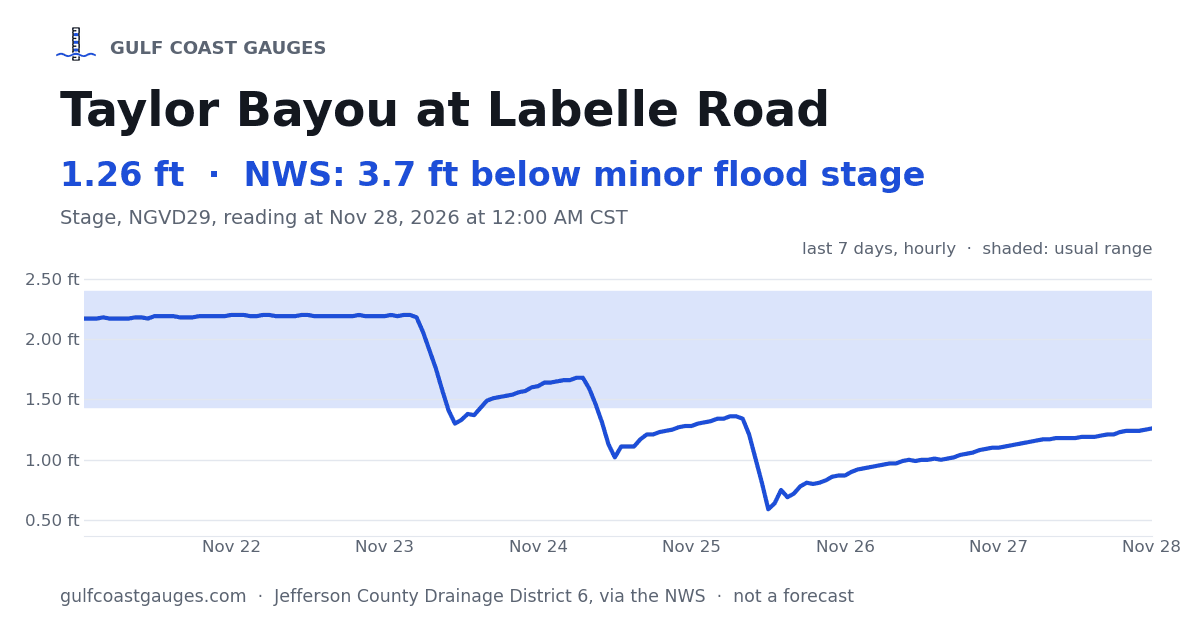 GULF COAST GAUGES
Taylor Bayou at Labelle Road
1.26 ft · NWS: 3.7 ft below minor flood stage
Stage, NGVD29, reading at Nov 28, 2026 at 12:00 AM CST
last 7 days, hourly · shaded: usual range
2.50 ft
2.00 ft
1.50 ft
1.00 ft
0.50 ft
Nov 22 Nov 23 Nov 24 Nov 25 Nov 26 Nov 27 Nov 28
gulfcoastgauges.com · Jefferson County Drainage District 6, via the NWS · not a forecast